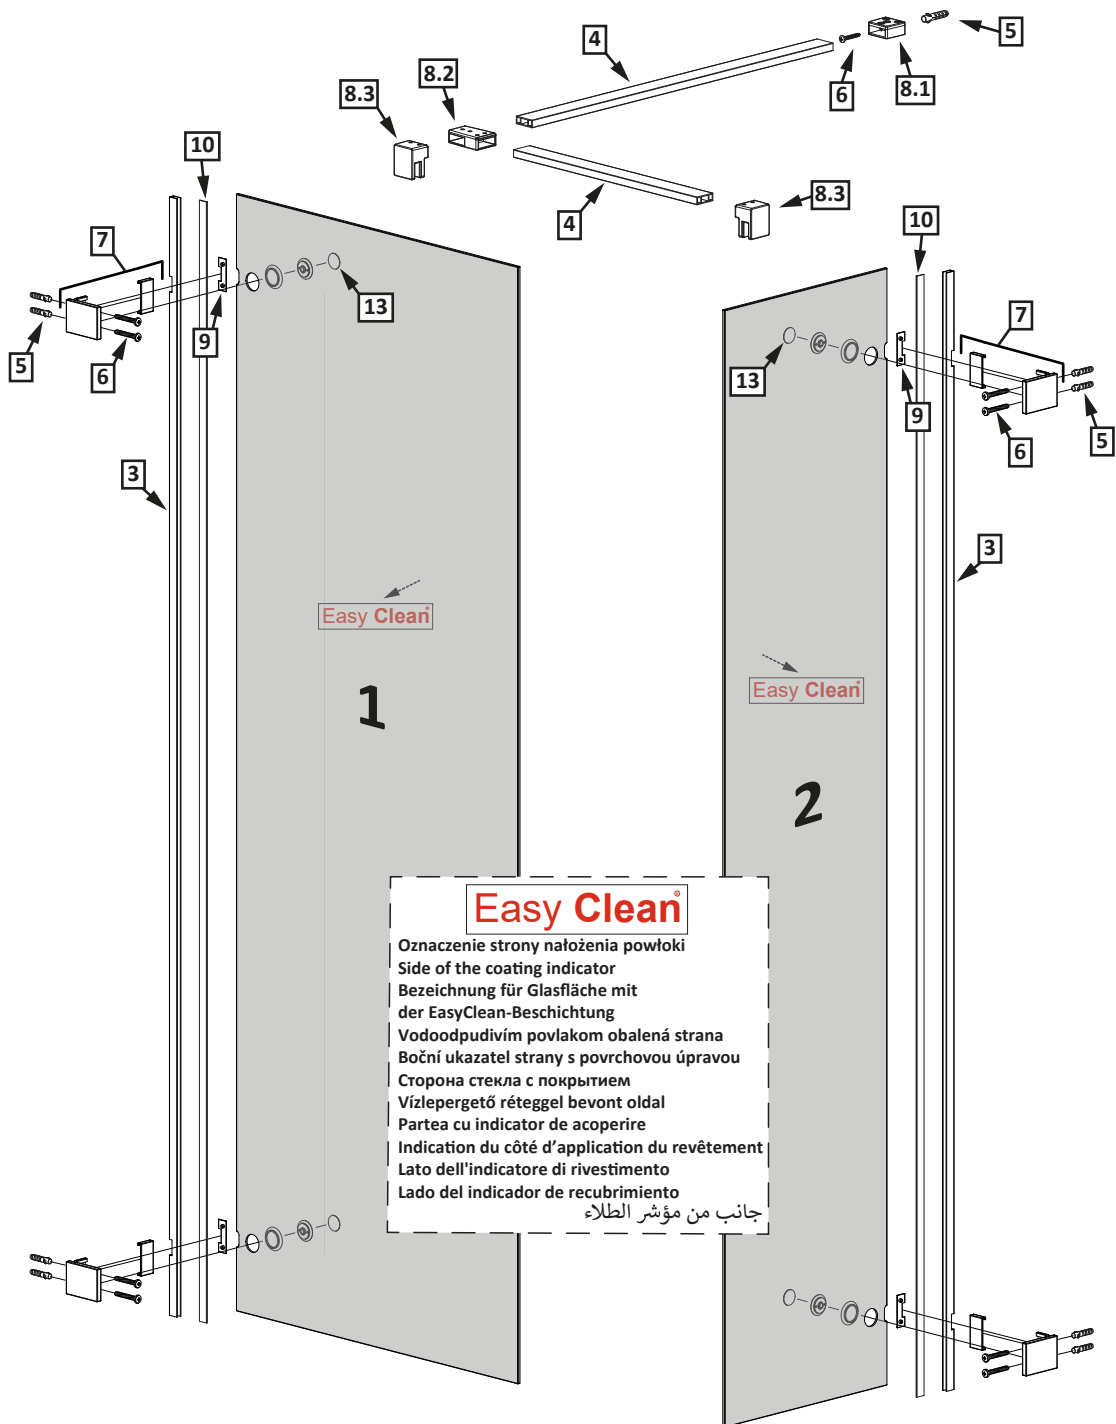 5
4
6
8.1
8.2
8.3
10
4
8.3
10
7
13
7
9
5
6
13
9
6
5
3
3
Easy Clean®
1
Easy Clean®
2
Easy Clean®
Oznaczenie strony nałożenia powłoki
Side of the coating indicator
Bezeichnung für Glasfläche mit
der EasyClean-Beschichtung
Vodoodpudivím povlakom obalená strana
Boční ukazatel strany s povrchovou úpravou
Сторона стекла с покрытием
Vízlepergető réteggel bevont oldal
Partea cu indicator de acoperire
Indication du côté d'application du revêtement
Lato dell'indicatore di rivestimento
Lado del indicador de recubrimiento
جانب من مؤشر الطلاء